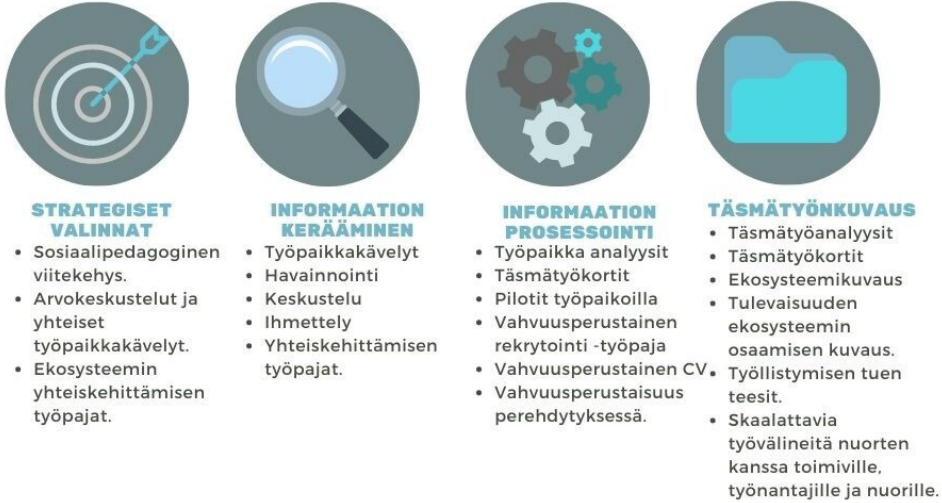 STRATEGISET
VALINNAT
• Sosiaalipedagoginen
viitekehys.
• Arvokeskustelut ja
yhteiset
työpaikkakävelyt.
• Ekosysteemin
yhteiskehittämisen
työpajat.
INFORMAATION
KERÄÄMINEN
• Työpaikkakävelyt
• Havainnointi
• Keskustelu
• Ihmettely
• Yhteiskehittämisen
työpajat.
INFORMAATION
PROSESSOINTI
• Työpaikka analyysit
• Täsmätyökortit
• Pilotit työpaikoilla
• Vahvuusperustainen
rekrytointi -työpaja
• Vahvuusperustainen CV.
• Vahvuusperustaisuus
perehdytyksessä.
TÄSMÄTYÖNKUVAUS
• Täsmätyöanalyysit
• Täsmätyökortit
• Ekosysteemikuvaus
• Tulevaisuuden
ekosysteemin
osaamisen kuvaus.
• Työllistymisen tuen
teesit.
• Skaalattavia
työvälineitä nuorten
kanssa toimiville,
työnantajille ja nuorille.